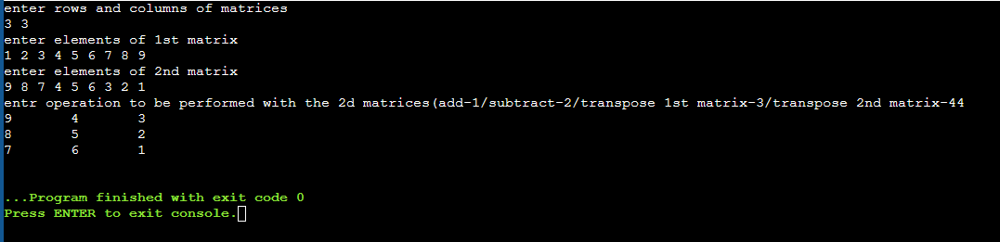 enter rows and columns of matrices
3 3
enter elements of 1st matrix
1 2 3 4 5 6 7 8 9
enter elements of 2nd matrix
9 8 7 4 5 6 3 2 1
entr operation to be performed with the 2d matrices(add-1/subtract-2/transpose 1st matrix-3/transpose 2nd matrix-44
9 4 3
8 5 2
7 6 1
...Program finished with exit code 0
Press ENTER to exit console.